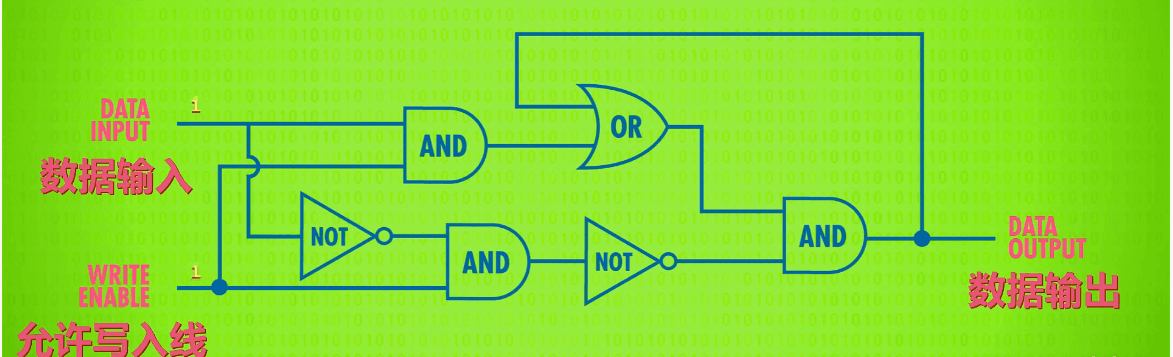 DATA
INPUT
1
数据输入
AND
OR
NOT
AND
NOT
AND
DATA
OUTPUT
数据输出
WRITE
ENABLE
1
允许写入线